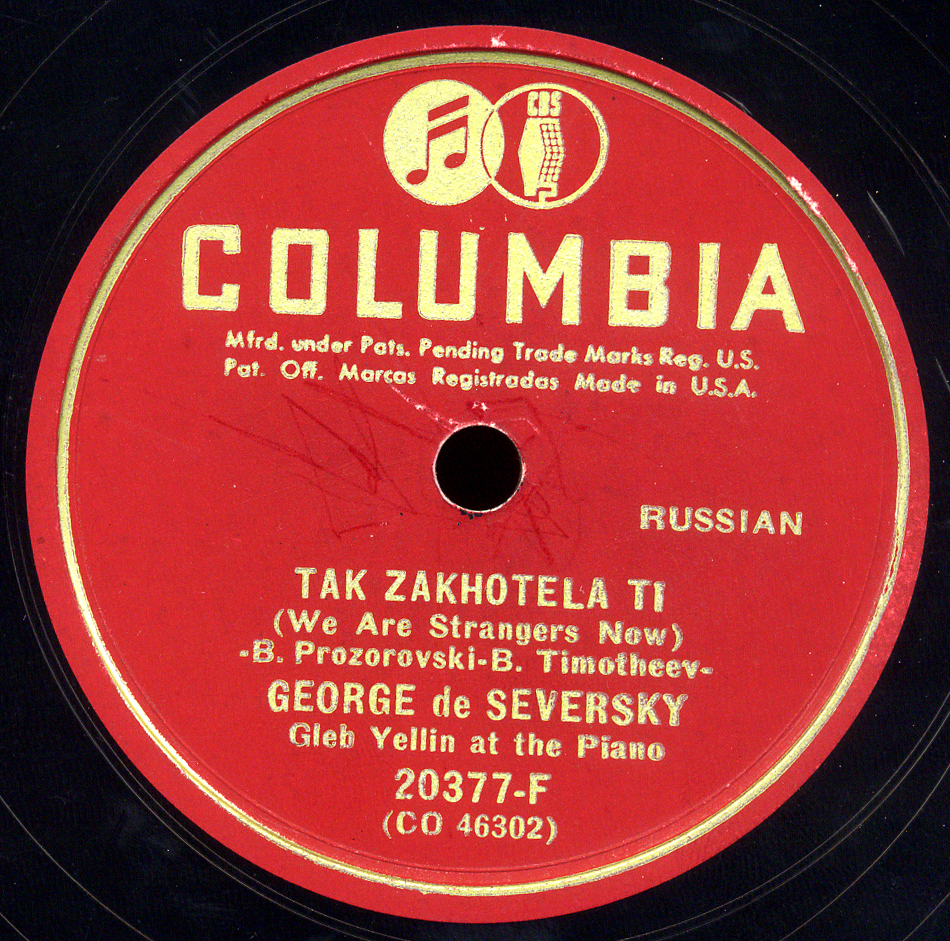 CBS
COLUMBIA
Mfrd. under Pats. Pending Trade Marks Reg. U.S.
Pat. Off. Marcas Registradas Made in U.S.A.
RUSSIAN
TAK ZAKHOTELA TI
(We Are Strangers Now)
-B. Prozorovski-B. Timotheev-
GEORGE de SEVERSKY
Gleb Yellin at the Piano
20377-F
(CO 46302)